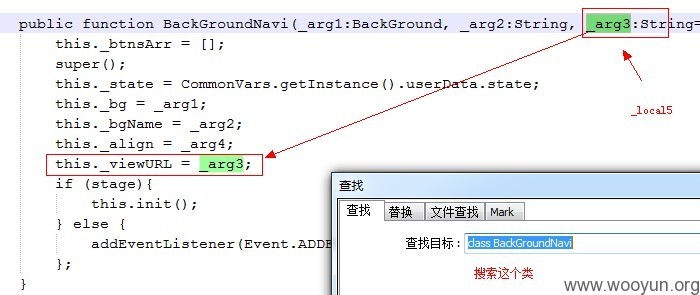 public function BackGroundNavi(_arg1:BackGround, _arg2:String, _arg3:String=
this._btnsArr = [];
super();
this._state = CommonVars.getInstance().userData.state;
this._bg = _arg1;
this._bgName = _arg2;
this._align = _arg4;
this._viewURL = _arg3;
if (stage){
this.init();
} else {
addEventListener(Event.ADDE
};
}
_local5
查找
查找 替换 文件查找 Mark
查找目标: class BackGroundNavi
搜索这个类
www.wooyun.org